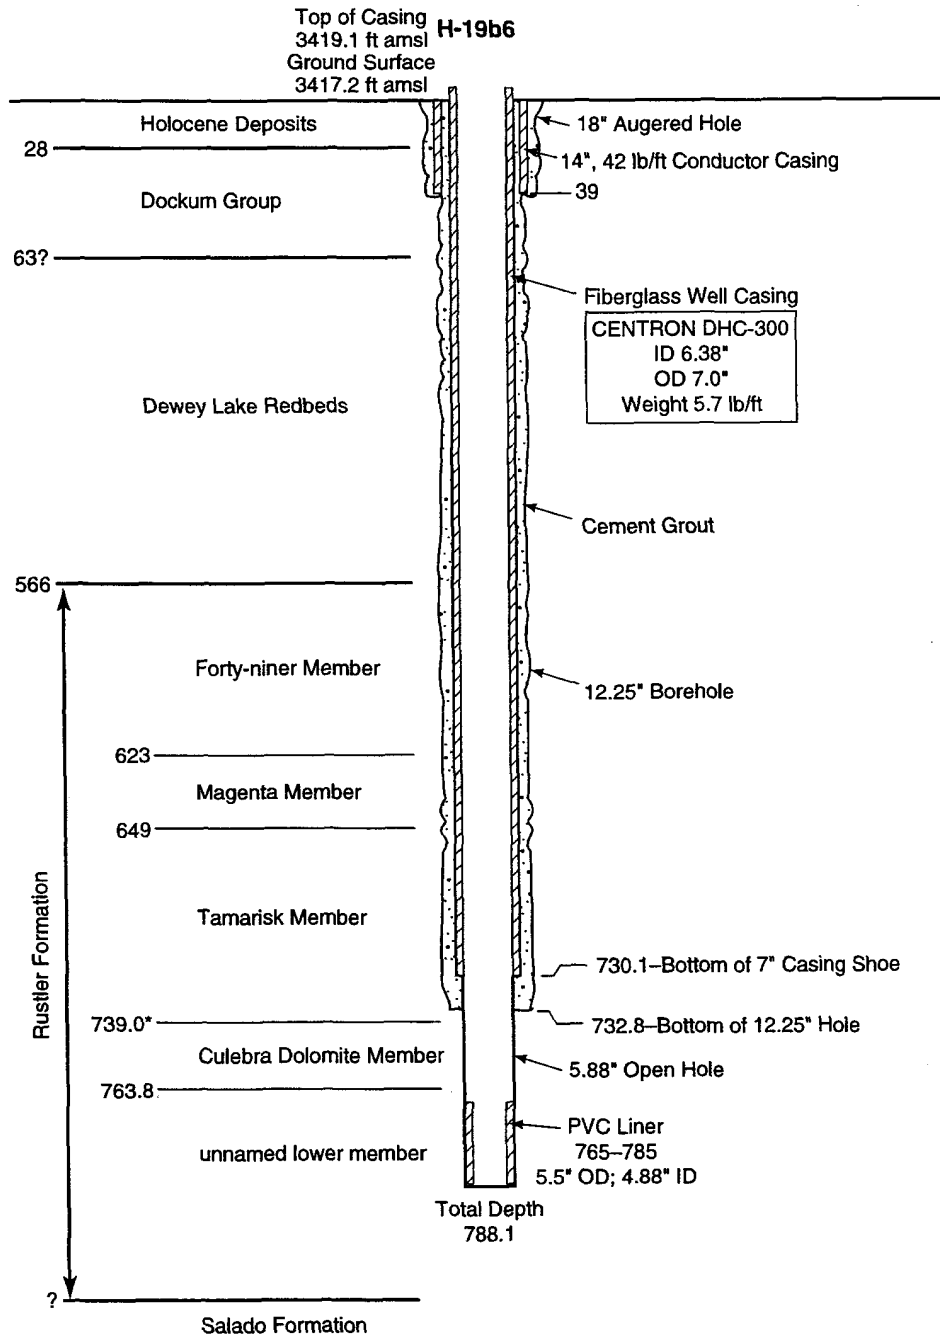 H-19b6
Top of Casing
3419.1 ft amsl
Ground Surface
3417.2 ft amsl
Holocene Deposits
28
Dockum Group
63?
Dewey Lake Redbeds
566
Forty-niner Member
623
Magenta Member
649
Tamarisk Member
Rustler Formation
739.0*
Culebra Dolomite Member
763.8
unnamed lower member
?
Salado Formation
18" Augered Hole
14", 42 lb/ft Conductor Casing
39
Fiberglass Well Casing
CENTRON DHC-300
ID 6.38"
OD 7.0"
Weight 5.7 lb/ft
Cement Grout
12.25" Borehole
730.1–Bottom of 7" Casing Shoe
732.8–Bottom of 12.25" Hole
5.88" Open Hole
PVC Liner
765–785
5.5" OD; 4.88" ID
Total Depth
788.1